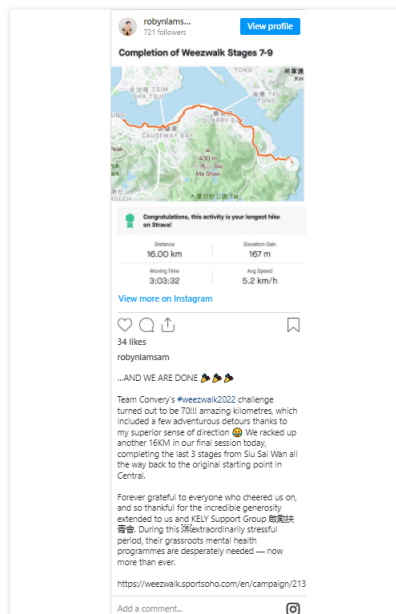 robynlams...
721 followers
View profile
Completion of Weezwalk Stages 7-9
TSIM
SHA TSUI
TONG
YAU
TONG
CAUSEWAY BAY
QUARRY BAY
Ma Shan
Congratulations, this activity is your longest hike
on Strava!
Distance
Elevation Gain
16.00 km
167 m
Moving Time
Avg Speed
3:03:32
5.2 km/h
View more on Instagram
34 likes
robynlamsam
...AND WE ARE DONE 🎉🎉🎉
Team Convery's #weezwalk2022 challenge
turned out to be 70!!! amazing kilometres, which
included a few adventurous detours thanks to
my superior sense of direction 😅 We racked up
another 16KM in our final session today,
completing the last 3 stages from Siu Sai Wan all
the way back to the original starting point in
Central.
Forever grateful to everyone who cheered us on,
and so thankful for the incredible generosity
extended to us and KELY Support Group 啟勵扶
青會. During this extraordinarily stressful
period, their grassroots mental health
programmes are desperately needed — now
more than ever.
https://weezwalk.sportsoho.com/en/campaign/213
Add a comment...